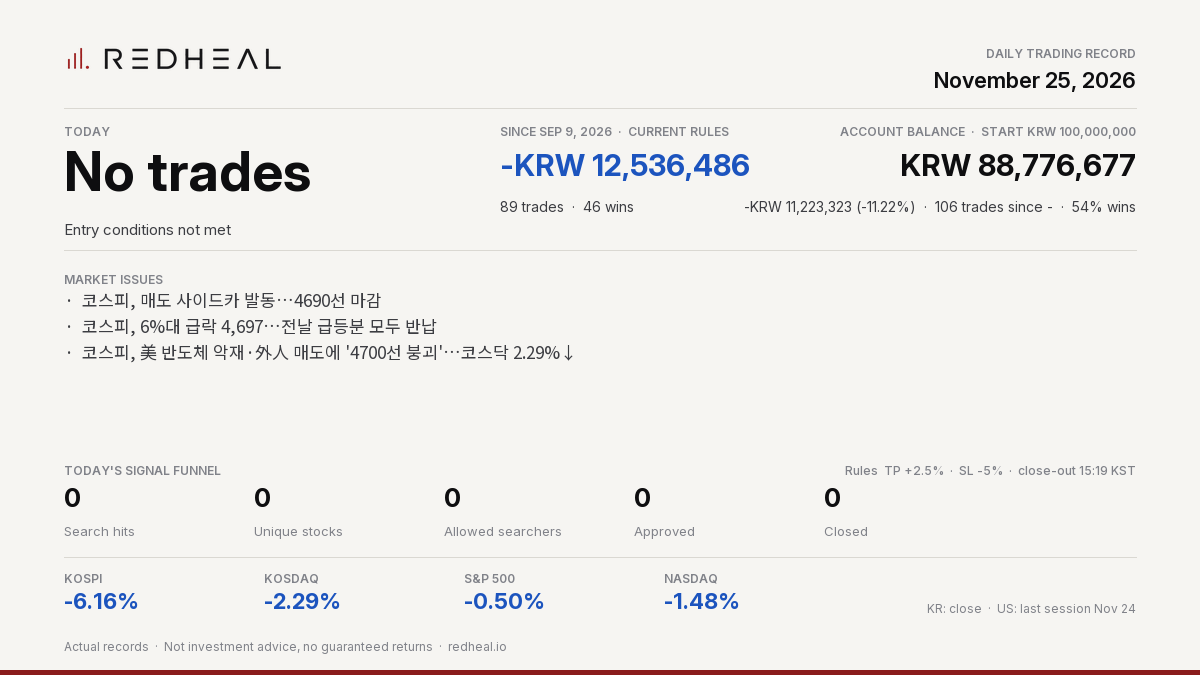 REDHEAL
DAILY TRADING RECORD
November 25, 2026
TODAY
No trades
Entry conditions not met
SINCE SEP 9, 2026 · CURRENT RULES
-KRW 12,536,486
89 trades · 46 wins
ACCOUNT BALANCE · START KRW 100,000,000
KRW 88,776,677
-KRW 11,223,323 (-11.22%) · 106 trades since - · 54% wins
MARKET ISSUES
· 코스피, 매도 사이드카 발동…4690선 마감
· 코스피, 6%대 급락 4,697…전날 급등분 모두 반납
· 코스피, 美 반도체 악재·外人 매도에 '4700선 붕괴'…코스닥 2.29%↓
TODAY'S SIGNAL FUNNEL
Rules TP +2.5% · SL -5% · close-out 15:19 KST
0 0 0 0 0
Search hits Unique stocks Allowed searchers Approved Closed
KOSPI KOSDAQ S&P 500 NASDAQ
-6.16% -2.29% -0.50% -1.48%
KR: close · US: last session Nov 24
Actual records · Not investment advice, no guaranteed returns · redheal.io